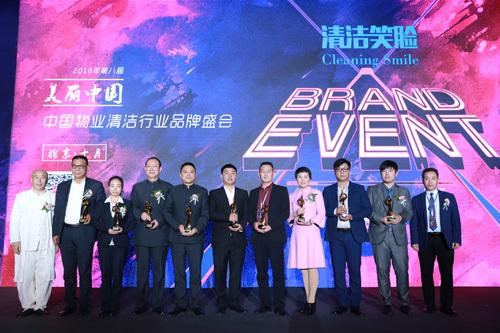 清洁笑脸
Cleaning Smile
2018年第八届
美丽中国
中国物业清洁行业品牌盛会
北京·十月
BRAND
EVENT